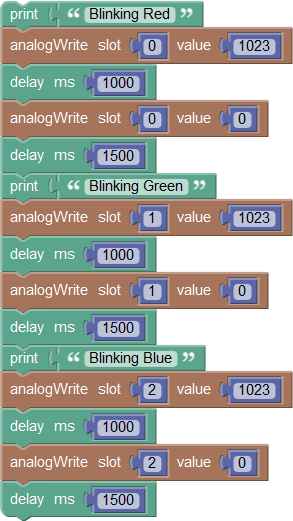 print “ Blinking Red ”
analogWrite slot 0 value 1023
delay ms 1000
analogWrite slot 0 value 0
delay ms 1500
print “ Blinking Green ”
analogWrite slot 1 value 1023
delay ms 1000
analogWrite slot 1 value 0
delay ms 1500
print “ Blinking Blue ”
analogWrite slot 2 value 1023
delay ms 1000
analogWrite slot 2 value 0
delay ms 1500